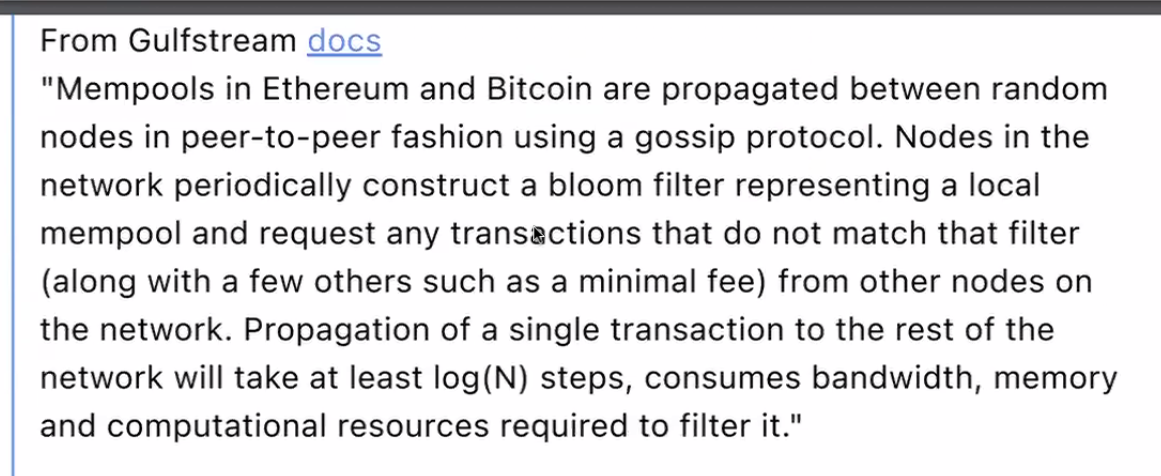 From Gulfstream docs
"Mempools in Ethereum and Bitcoin are propagated between random
nodes in peer-to-peer fashion using a gossip protocol. Nodes in the
network periodically construct a bloom filter representing a local
mempool and request any transactions that do not match that filter
(along with a few others such as a minimal fee) from other nodes on
the network. Propagation of a single transaction to the rest of the
network will take at least log(N) steps, consumes bandwidth, memory
and computational resources required to filter it."